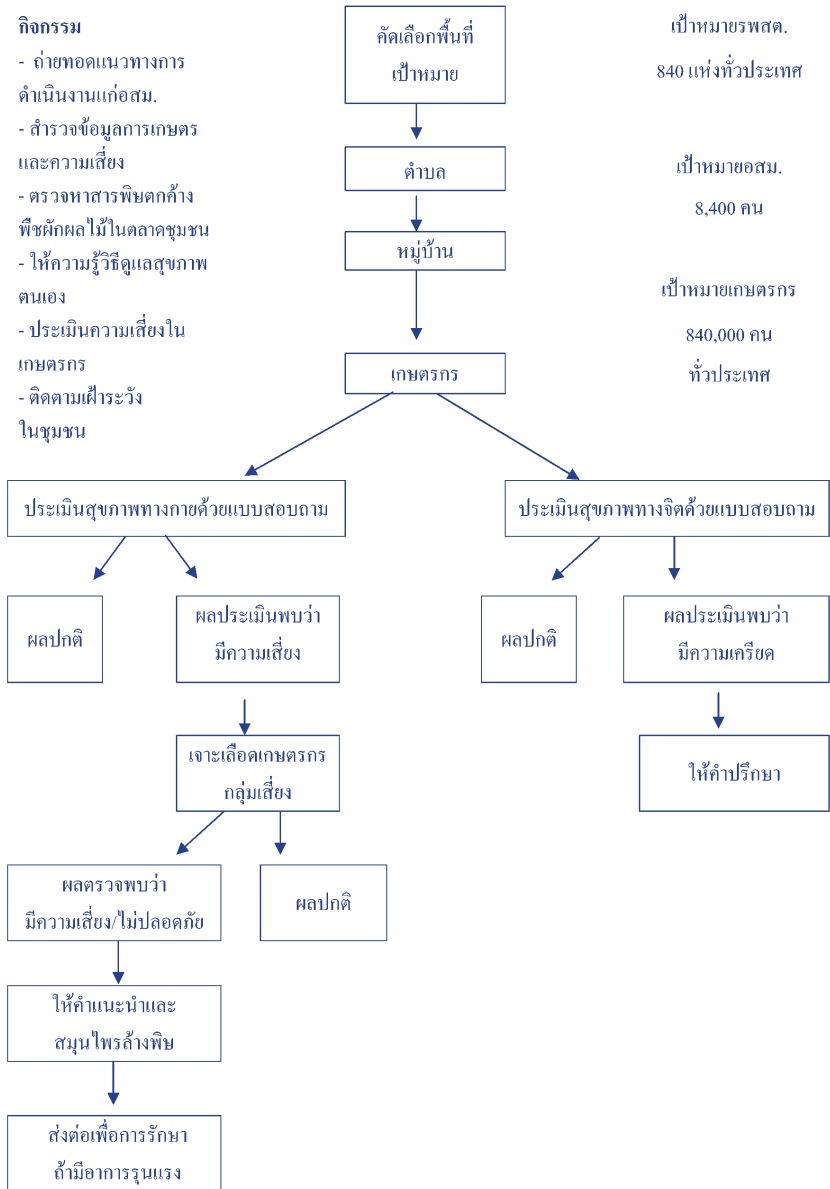 กิจกรรม
- ถ่ายทอดแนวทางการ
ดำเนินงานแก่อสม.
- สำรวจข้อมูลการเกษตร
และความเสี่ยง
- ตรวจหาสารพิษตกค้าง
พืชผักผลไม้ในตลาดชุมชน
- ให้ความรู้วิธีดูแลสุขภาพ
ตนเอง
- ประเมินความเสี่ยงใน
เกษตรกร
- ติดตามเฝ้าระวัง
ในชุมชน
คัดเลือกพื้นที่
เป้าหมาย
ตำบล
หมู่บ้าน
เกษตรกร
เป้าหมายรพสต.
840 แห่งทั่วประเทศ
เป้าหมายอสม.
8,400 คน
เป้าหมายเกษตรกร
840,000 คน
ทั่วประเทศ
ประเมินสุขภาพทางกายด้วยแบบสอบถาม
ประเมินสุขภาพทางจิตด้วยแบบสอบถาม
ผลปกติ
ผลประเมินพบว่า
มีความเสี่ยง
ผลปกติ
ผลประเมินพบว่า
มีความเครียด
เจาะเลือดเกษตรกร
กลุ่มเสี่ยง
ให้คำปรึกษา
ผลตรวจพบว่า
มีความเสี่ยง/ไม่ปลอดภัย
ผลปกติ
ให้คำแนะนำและ
สมุนไพรล้างพิษ
ส่งต่อเพื่อการรักษา
ถ้ามีอาการรุนแรง